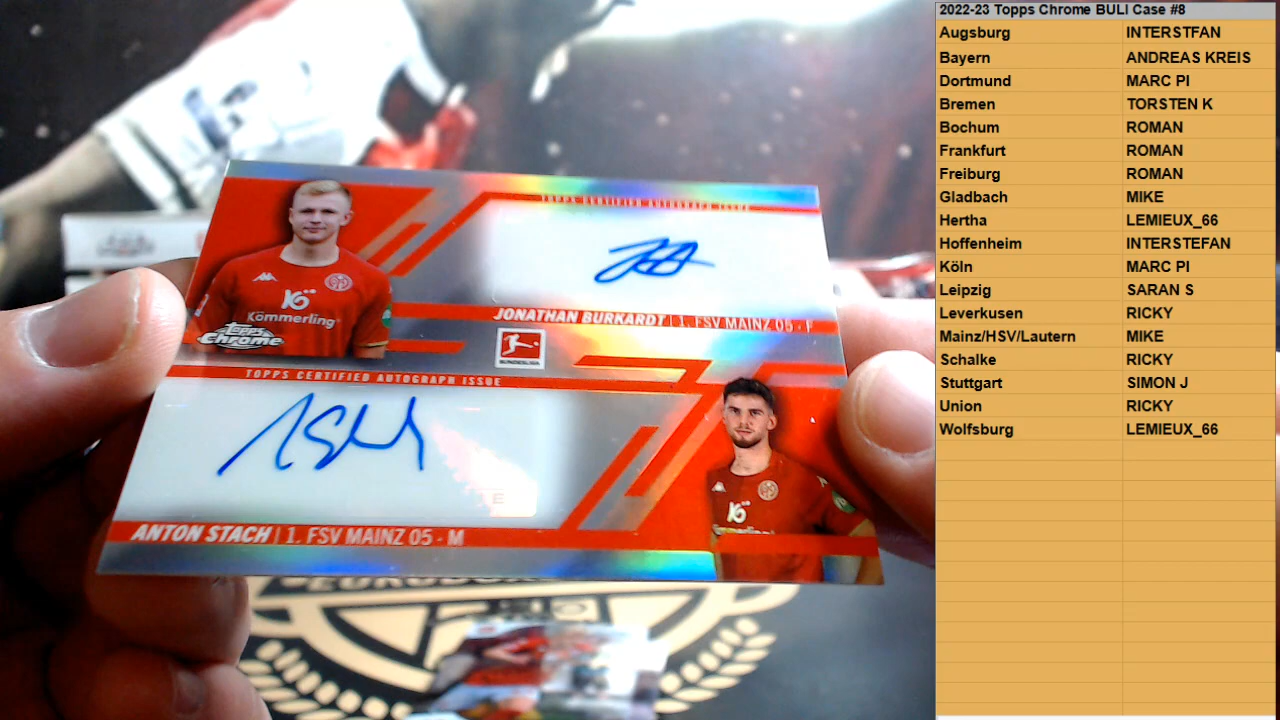 TOPPS CERTIFIED AUTOGRAPH ISSUE
JONATHAN BURKARDT | 1. FSV MAINZ 05 - F
Kömmerling
TOPPS
Chrome
BUNDESLIGA
TOPPS CERTIFIED AUTOGRAPH ISSUE
ANTON STACH | 1. FSV MAINZ 05 - M
2022-23 Topps Chrome BULI Case #8
Augsburg INTERSTFAN
Bayern ANDREAS KREIS
Dortmund MARC PI
Bremen TORSTEN K
Bochum ROMAN
Frankfurt ROMAN
Freiburg ROMAN
Gladbach MIKE
Hertha LEMIEUX_66
Hoffenheim INTERSTEFAN
Köln MARC PI
Leipzig SARAN S
Leverkusen RICKY
Mainz/HSV/Lautern MIKE
Schalke RICKY
Stuttgart SIMON J
Union RICKY
Wolfsburg LEMIEUX_66